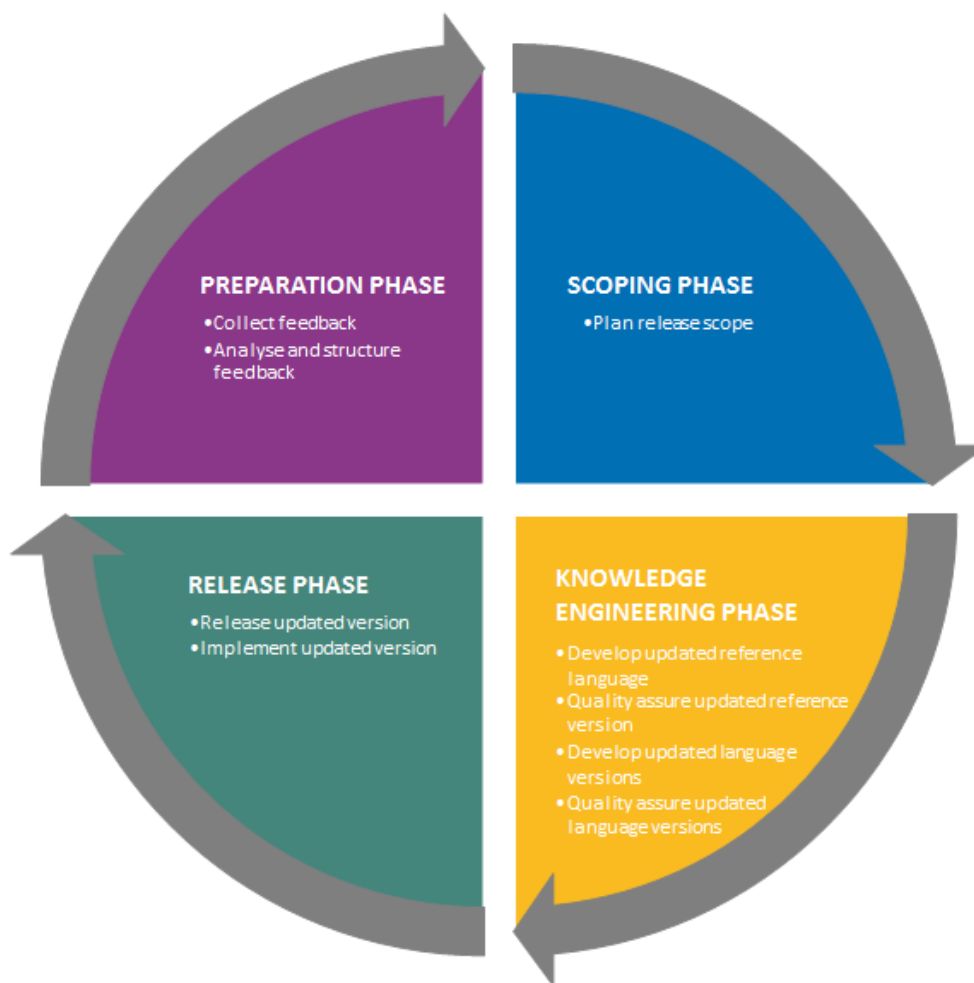 PREPARATION PHASE
•Collect feedback
•Analyse and structure
feedback
SCOPING PHASE
•Plan release scope
KNOWLEDGE
ENGINEERING PHASE
•Develop updated reference
language
•Quality assure updated reference
version
•Develop updated language
versions
•Quality assure updated
language versions
RELEASE PHASE
•Release updated version
•Implement updated version